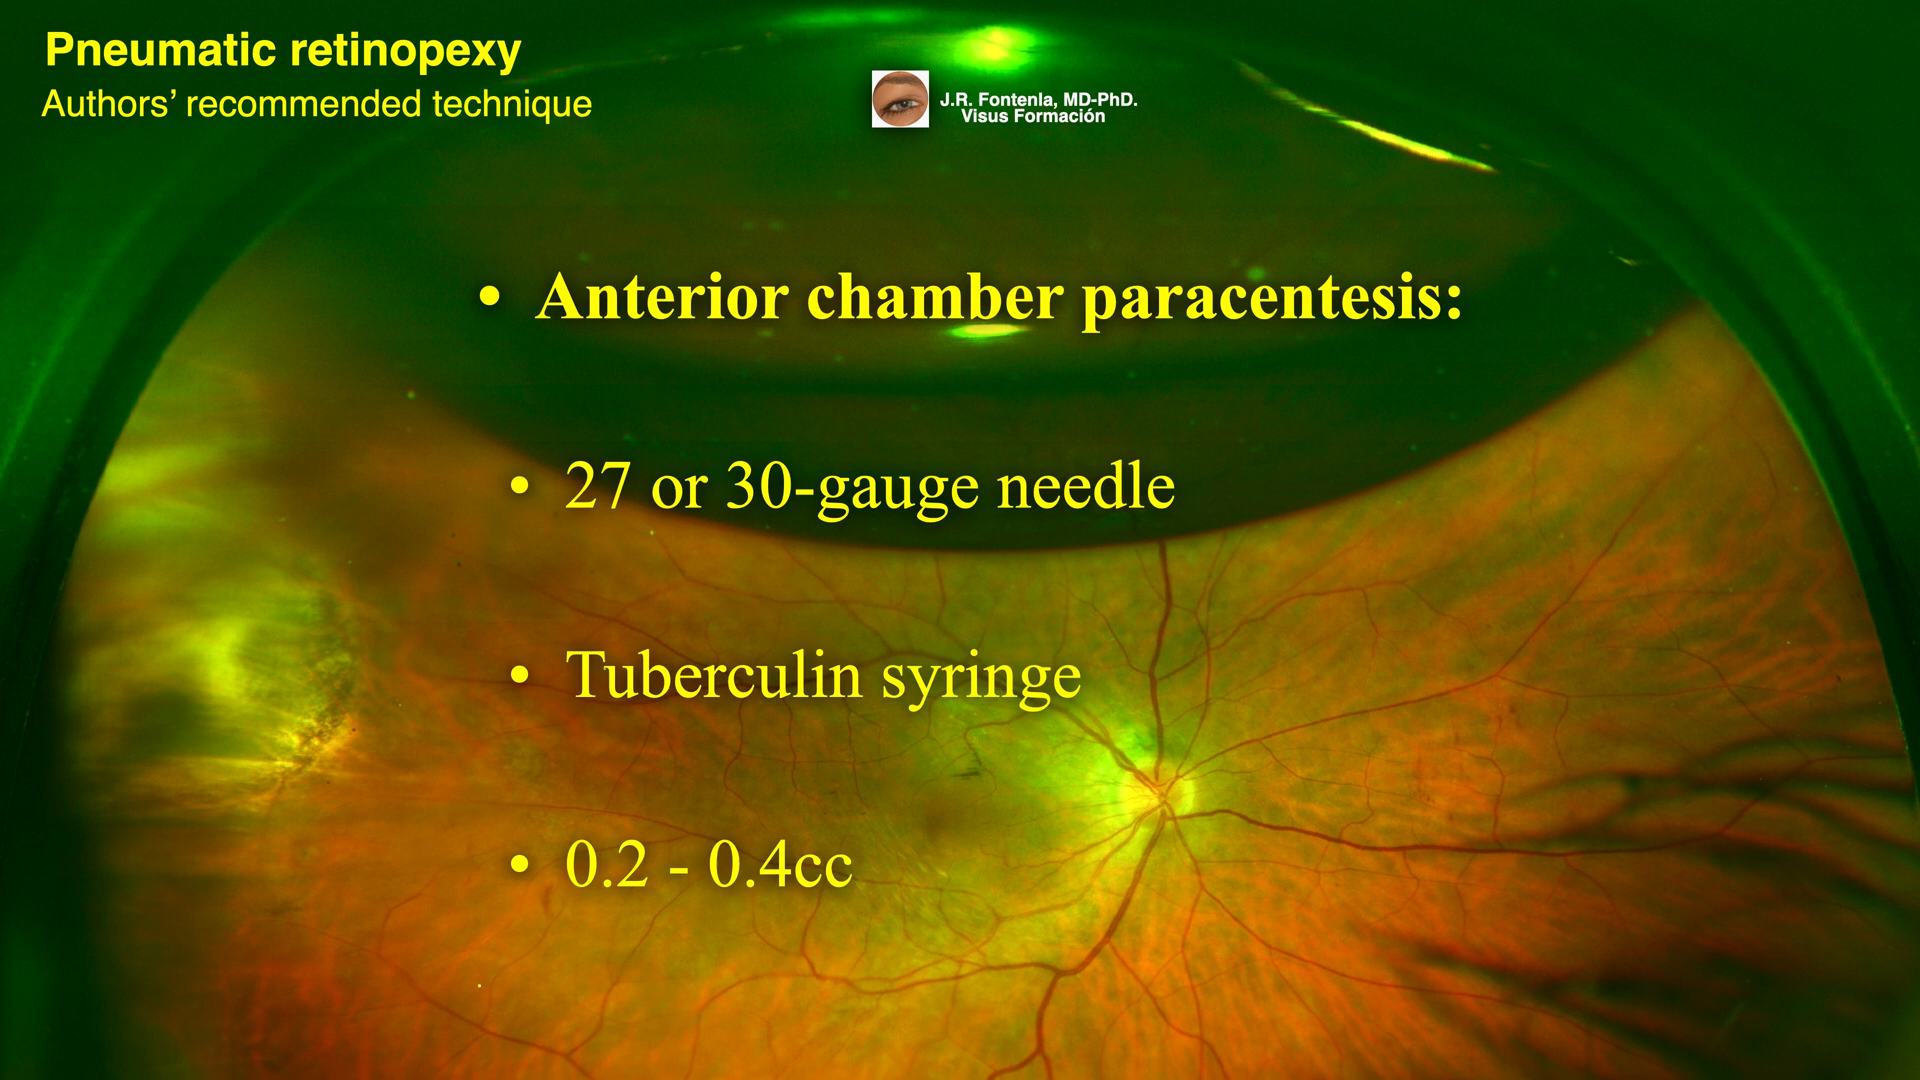 Pneumatic retinopexy
Authors’ recommended technique
J.R. Fontenla, MD-PhD.
Visus Formación
• Anterior chamber paracentesis:
• 27 or 30-gauge needle
• Tuberculin syringe
• 0.2 - 0.4cc